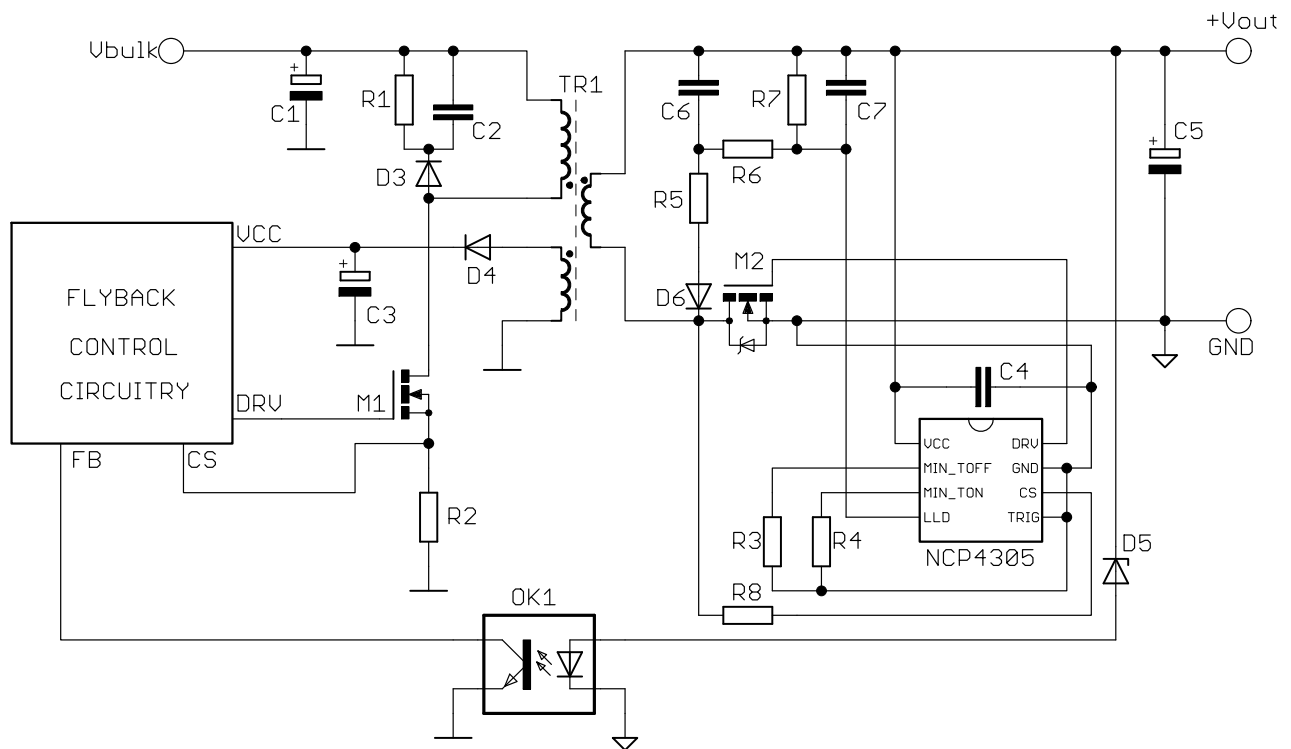 +Vout
Vbulk
TR1
C1
R1
C2
C6
R7
C7
C5
D3
R6
R5
VCC
D4
M2
D6
C3
GND
FLYBACK
CONTROL
CIRCUITRY
C4
M1
DRV
FB
CS
VCC
DRV
MIN_TOFF
GND
MIN_TON
CS
LLD
TRIG
R2
R3
R4
NCP4305
D5
R8
OK1
+
+
+